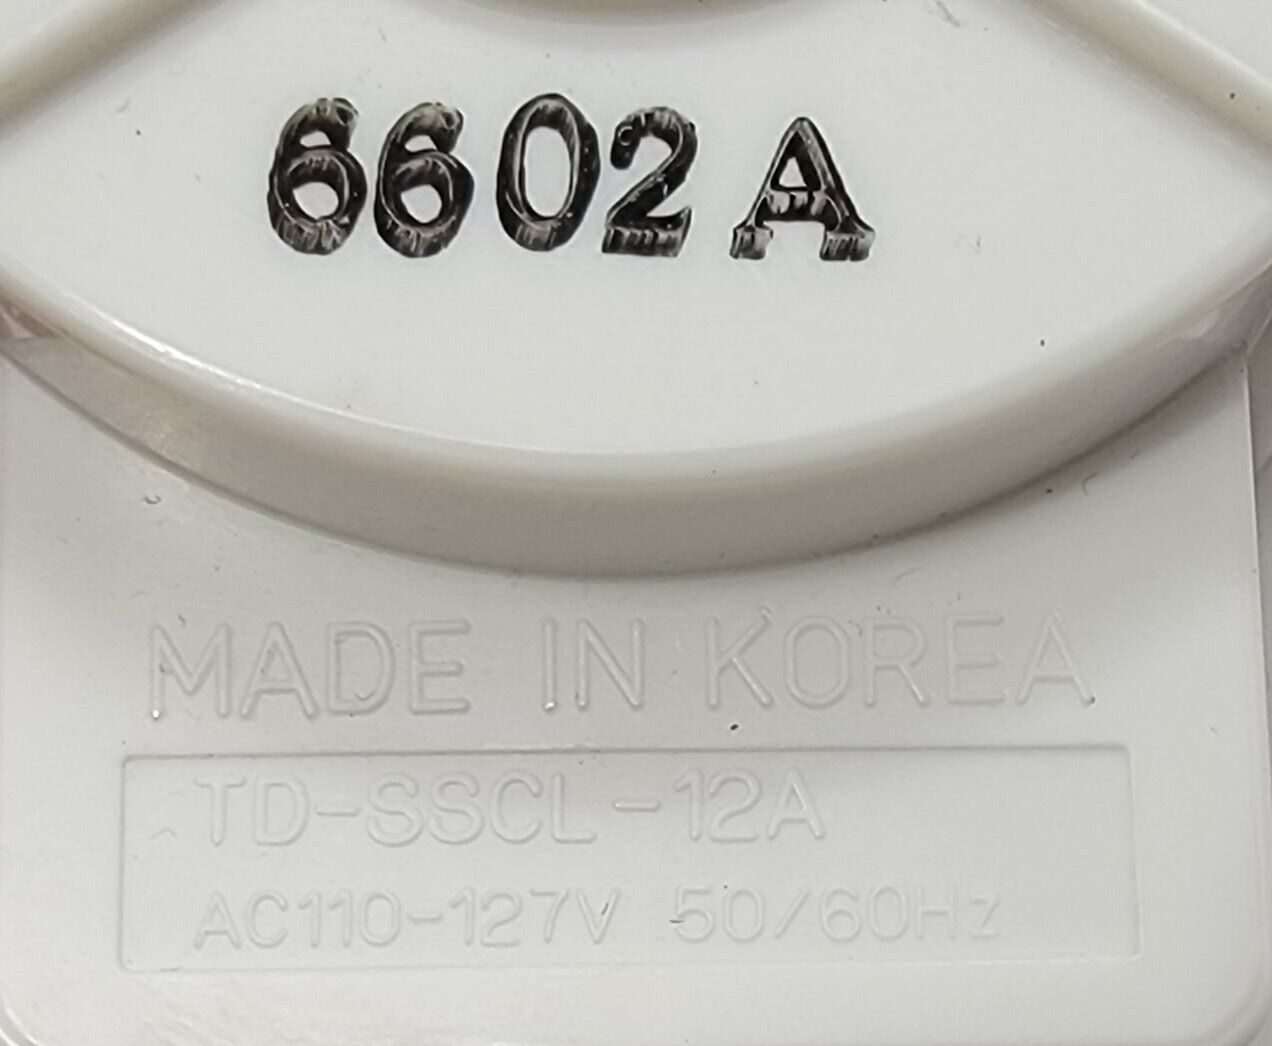 6602A
MADE IN KOREA
TD-SSCL-12A
AC110-127V 50/60Hz